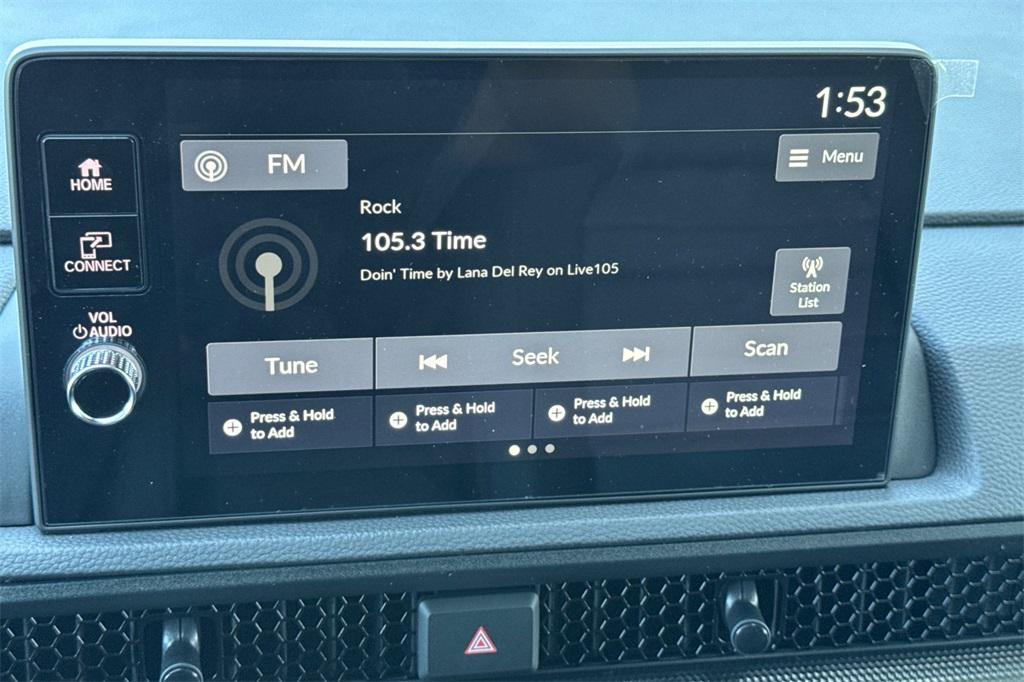 1:53
HOME
CONNECT
VOL
AUDIO
FM
Menu
Rock
105.3 Time
Doin' Time by Lana Del Rey on Live105
Station
List
Tune
Seek
Scan
Press & Hold
to Add
Press & Hold
to Add
Press & Hold
to Add
Press & Hold
to Add